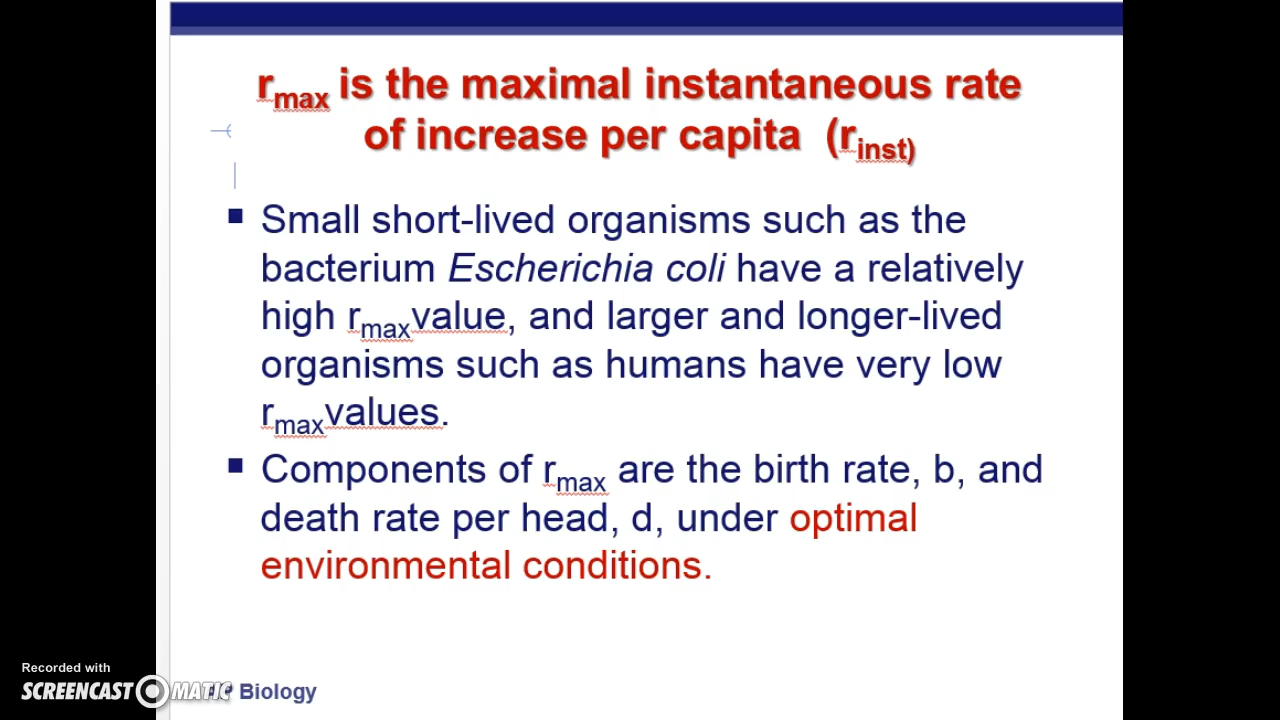 rmax is the maximal instantaneous rate
of increase per capita (rinst)
■ Small short-lived organisms such as the
bacterium Escherichia coli have a relatively
high rmaxvalue, and larger and longer-lived
organisms such as humans have very low
rmaxvalues.
■ Components of rmax are the birth rate, b, and
death rate per head, d, under optimal
environmental conditions.
Recorded with
SCREENCAST O MATIC
Biology